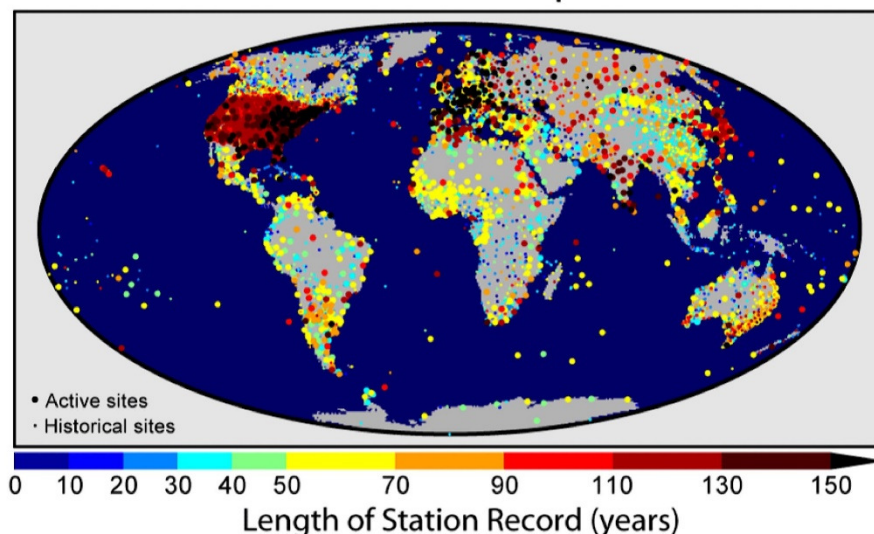 • Active sites
· Historical sites
0 10 20 30 40 50 70 90 110 130 150
Length of Station Record (years)